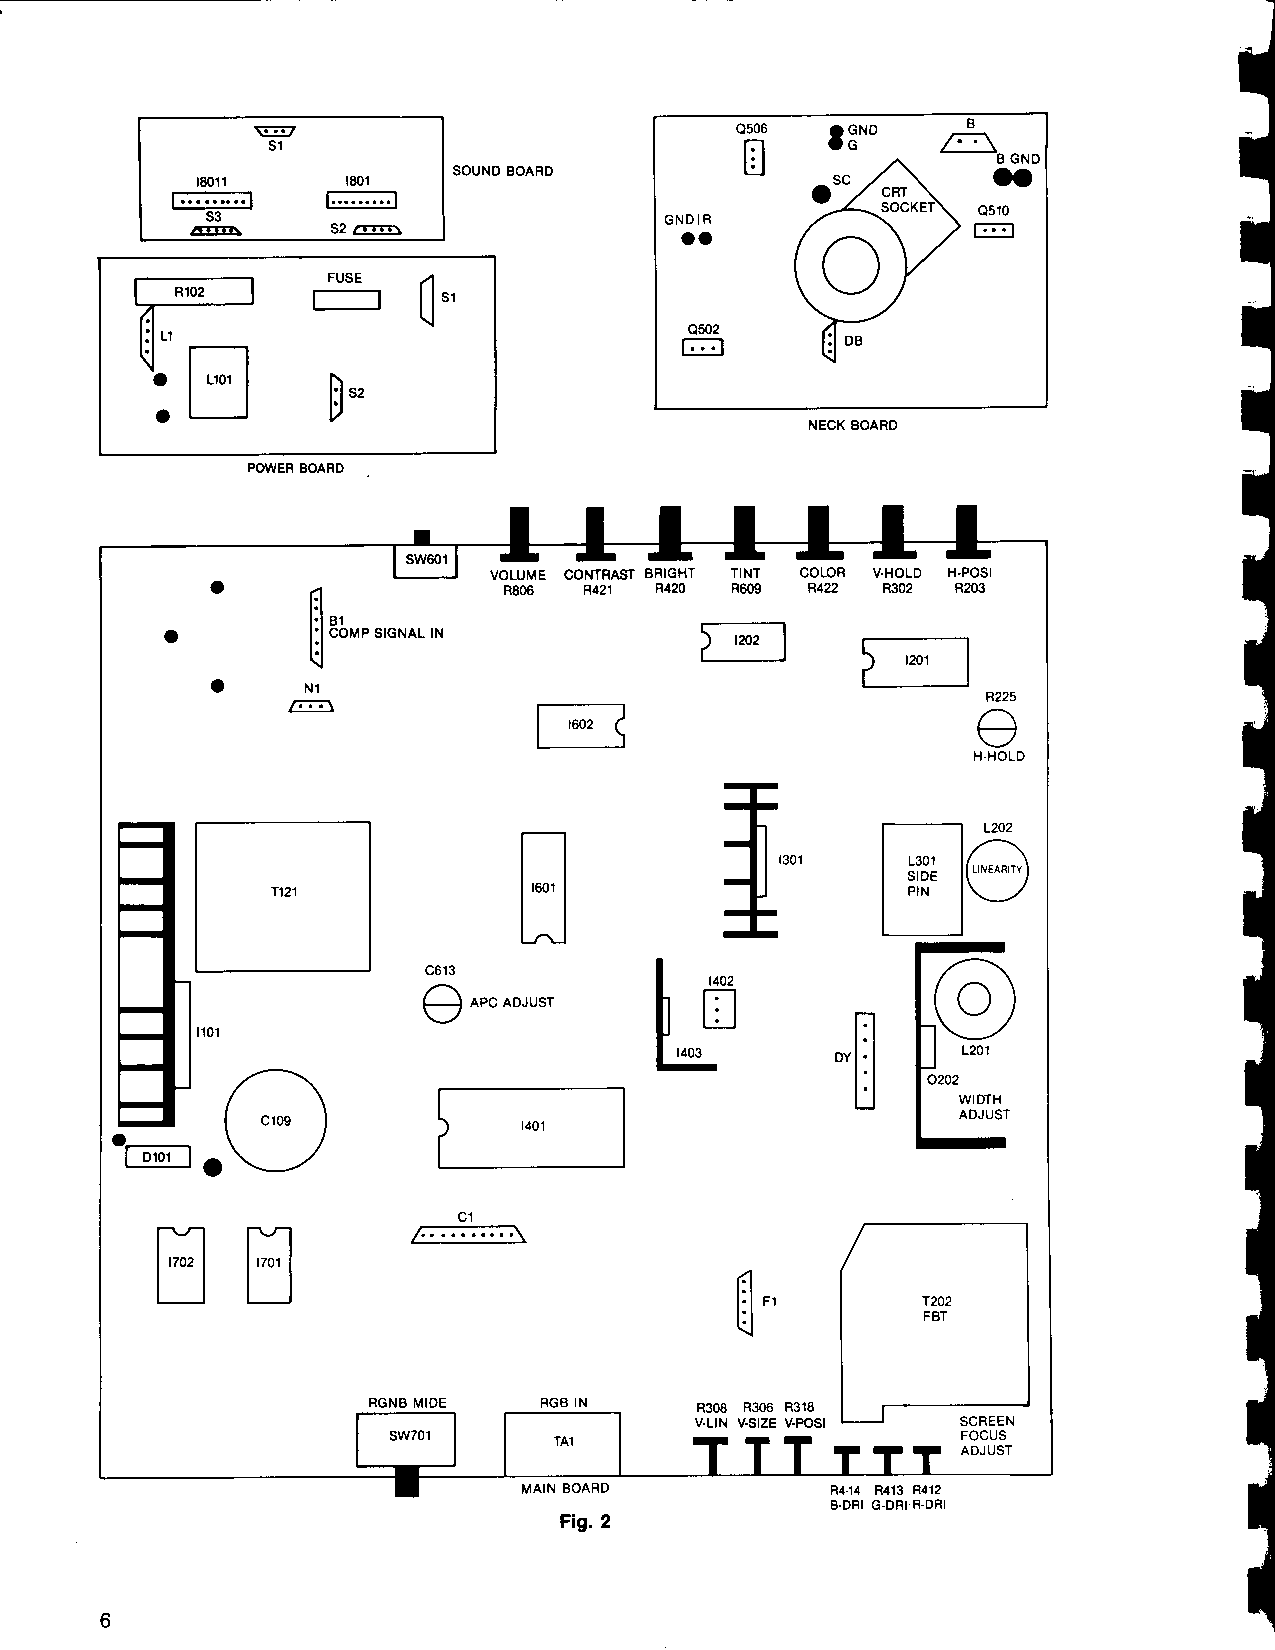 S1
SOUND BOARD
I8011
I801
S3
S2
Q506
GND
G
B
B GND
SC
CRT
SOCKET
Q510
GND R
Q502
DB
NECK BOARD
R102
FUSE
S1
L1
L101
S2
POWER BOARD
SW601
VOLUME CONTRAST BRIGHT TINT COLOR V-HOLD H-POSI
R806 R421 R420 R609 R422 R302 R203
B1
COMP SIGNAL IN
I202
I201
N1
R225
I602
H-HOLD
L202
I301
L301
SIDE
PIN
LINEARITY
T121
I601
C613
APC ADJUST
I402
I101
I403
DY
L201
O202
WIDTH
ADJUST
C109
I401
D101
C1
I702
I701
F1
T202
FBT
RGNB MIDE
RGB IN
R308 R306 R318
V-LIN V-SIZE V-POSI
SW701
TA1
SCREEN
FOCUS
ADJUST
MAIN BOARD
R4-14 R413 R412
B-DRI G-DRI R-DRI
Fig. 2
6